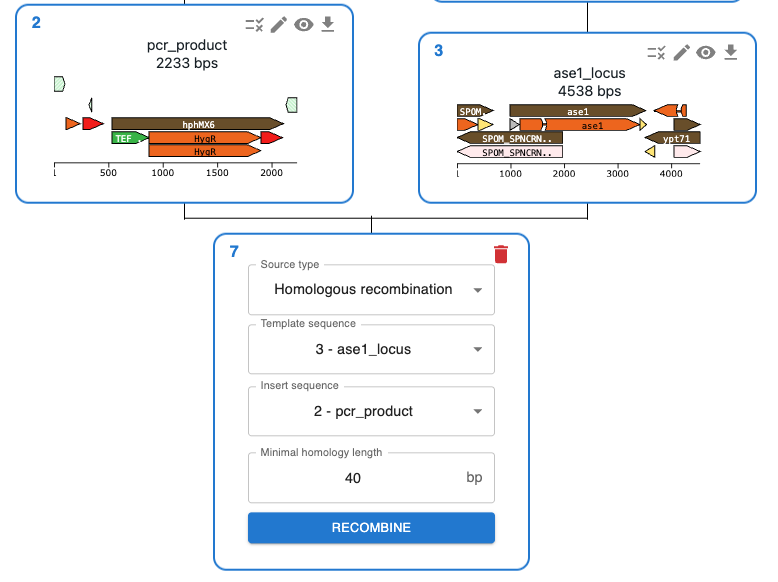 2
pcr_product
2233 bps
hphMX6
TEF
HygR
HygR
500
1000
1500
2000
3
ase1_locus
4538 bps
SPOM_
ase1
ase1
SPOM_SPNCRN..
ypt71
SPOM_SPNCRN..
1000
2000
3000
4000
7
Source type
Homologous recombination
Template sequence
3 - ase1_locus
Insert sequence
2 - pcr_product
Minimal homology length
40 bp
RECOMBINE